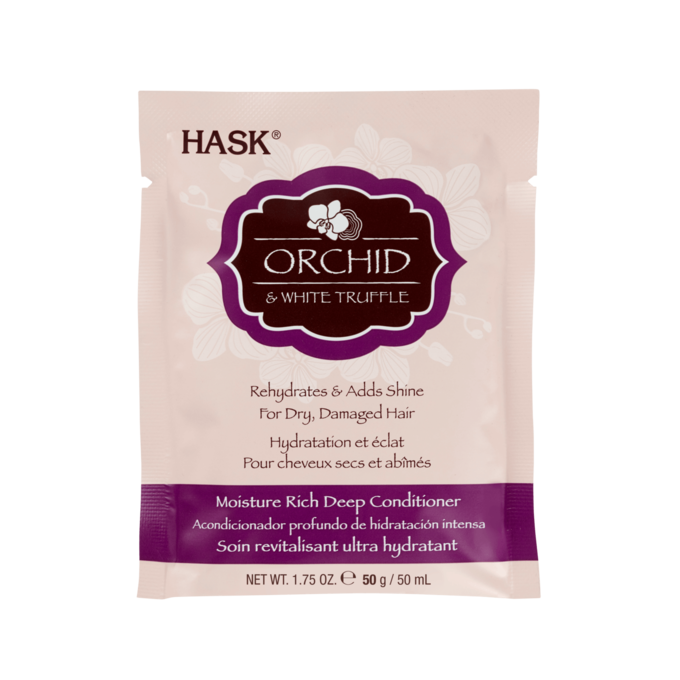 HASK®
ORCHID
& WHITE TRUFFLE
Rehydrates & Adds Shine
For Dry, Damaged Hair
Hydratation et éclat
Pour cheveux secs et abîmés
Moisture Rich Deep Conditioner
Acondicionador profundo de hidratación intensa
Soin revitalisant ultra hydratant
NET WT. 1.75 OZ. ℮ 50 g / 50 mL